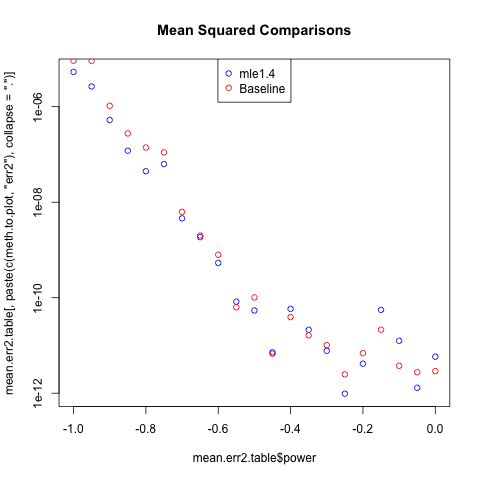 Mean Squared Comparisons
mean.err2.table[, paste(c(meth.to.plot, "err2"), collapse = ".")]
1e-06
1e-08
1e-10
1e-12
mle1.4
Baseline
-1.0 -0.8 -0.6 -0.4 -0.2 0.0
mean.err2.table$power